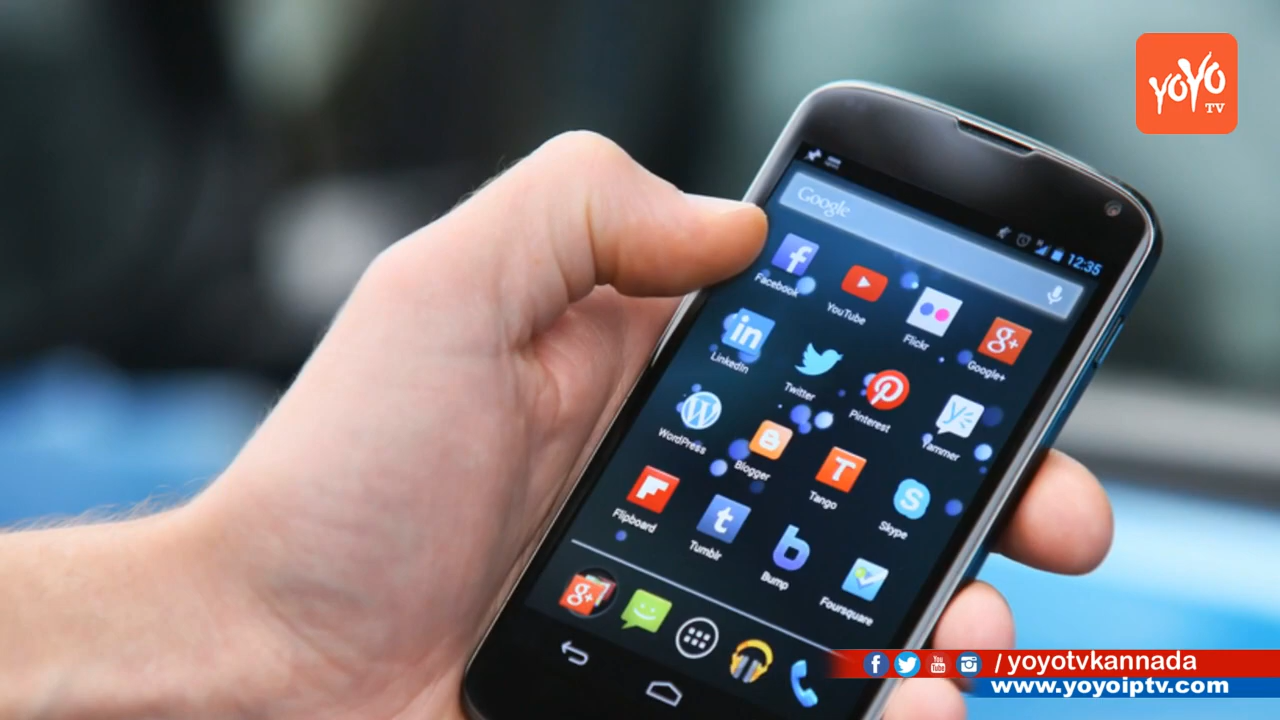 YOYO
TV
Google
12:35
Facebook
YouTube
Flickr
Google+
LinkedIn
Twitter
Pinterest
Yammer
WordPress
Blogger
Tango
Skype
Flipboard
Tumblr
Bump
Foursquare
/yoyotvkannada
www.yoyoiptv.com